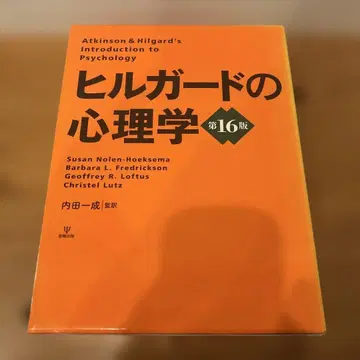 Atkinson & Hilgard's
Introduction to
Psychology
ヒルガードの
心理学 第16版
Susan Nolen-Hoeksema
Barbara L. Fredrickson
Geoffrey R. Loftus
Christel Lutz
内田一成 監訳